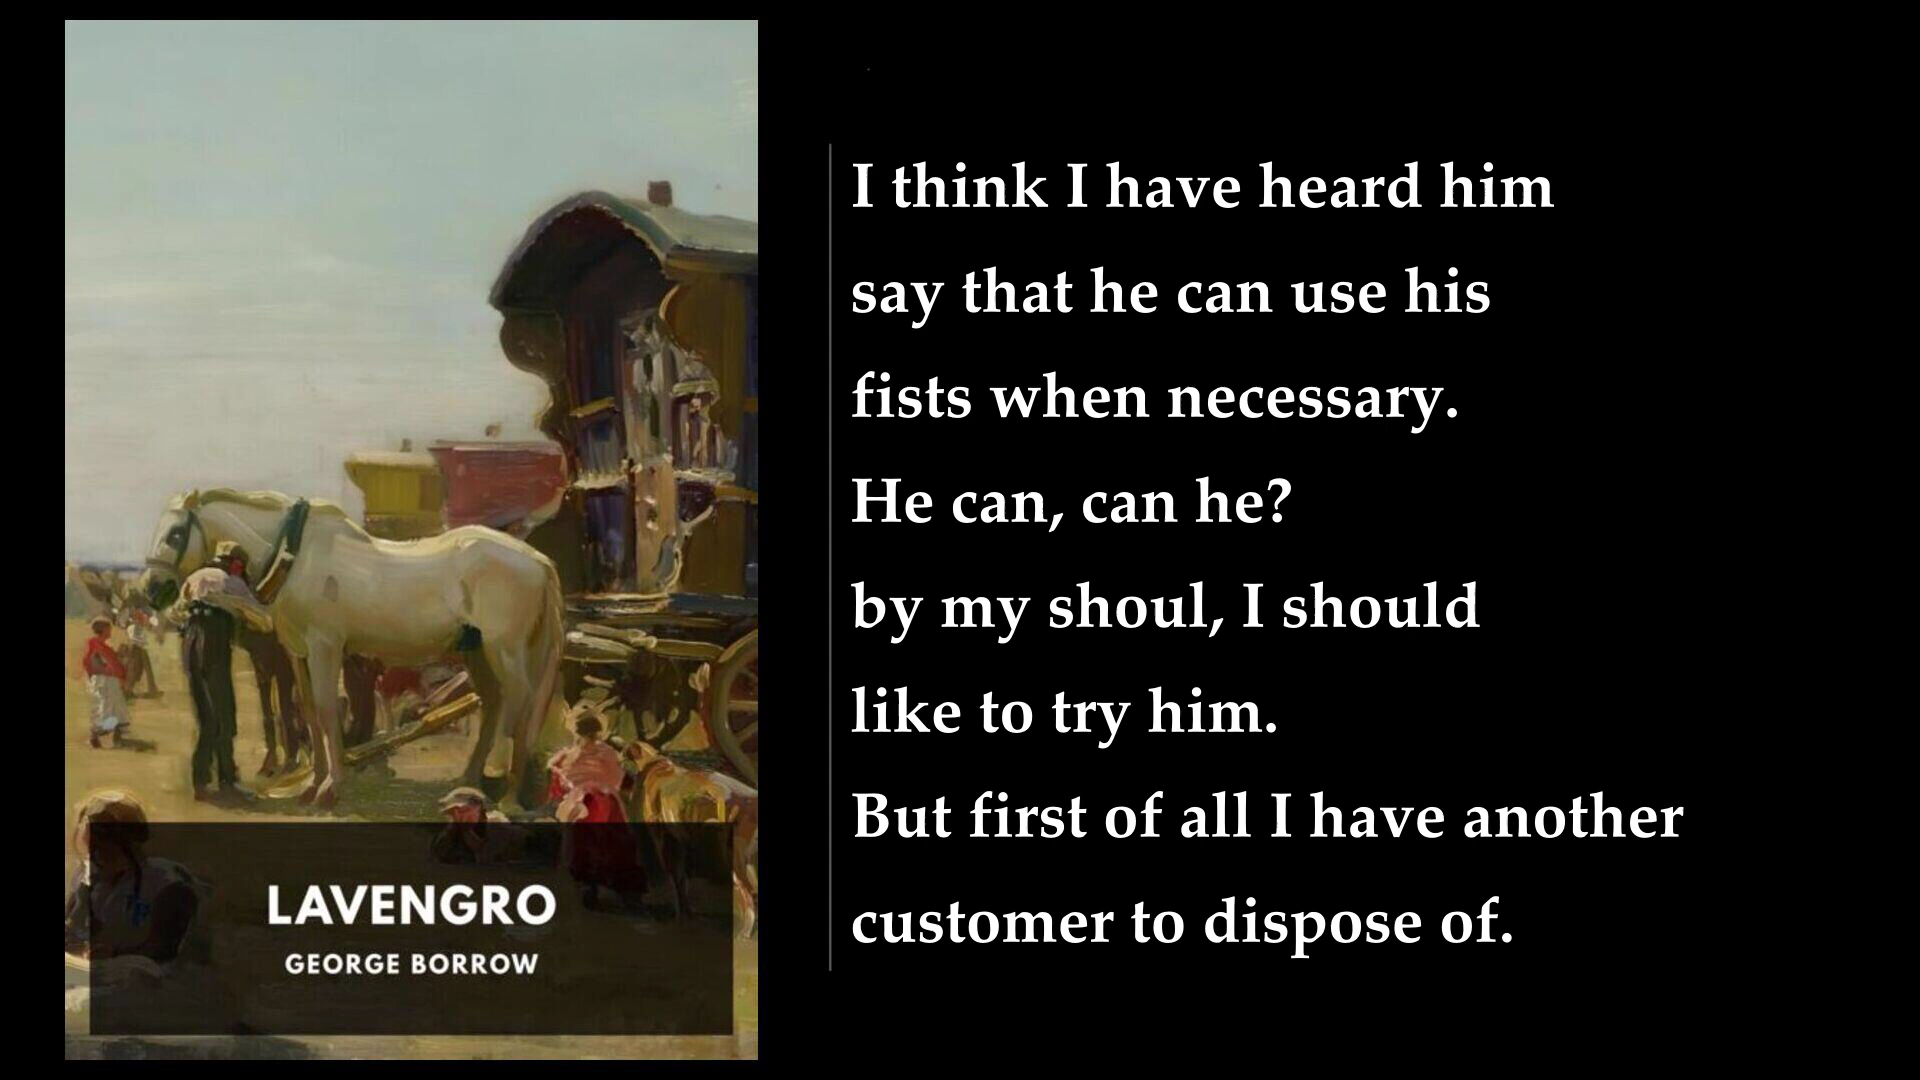 I think I have heard him
say that he can use his
fists when necessary.
He can, can he?
by my shoul, I should
like to try him.
But first of all I have another
customer to dispose of.
LAVENGRO
GEORGE BORROW